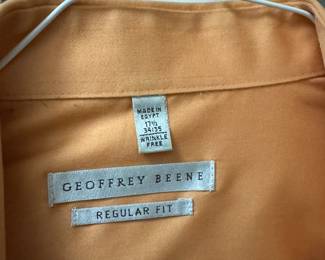 MADE IN
EGYPT
17½
34/35
WRINKLE
FREE
GEOFFREY BEENE
REGULAR FIT